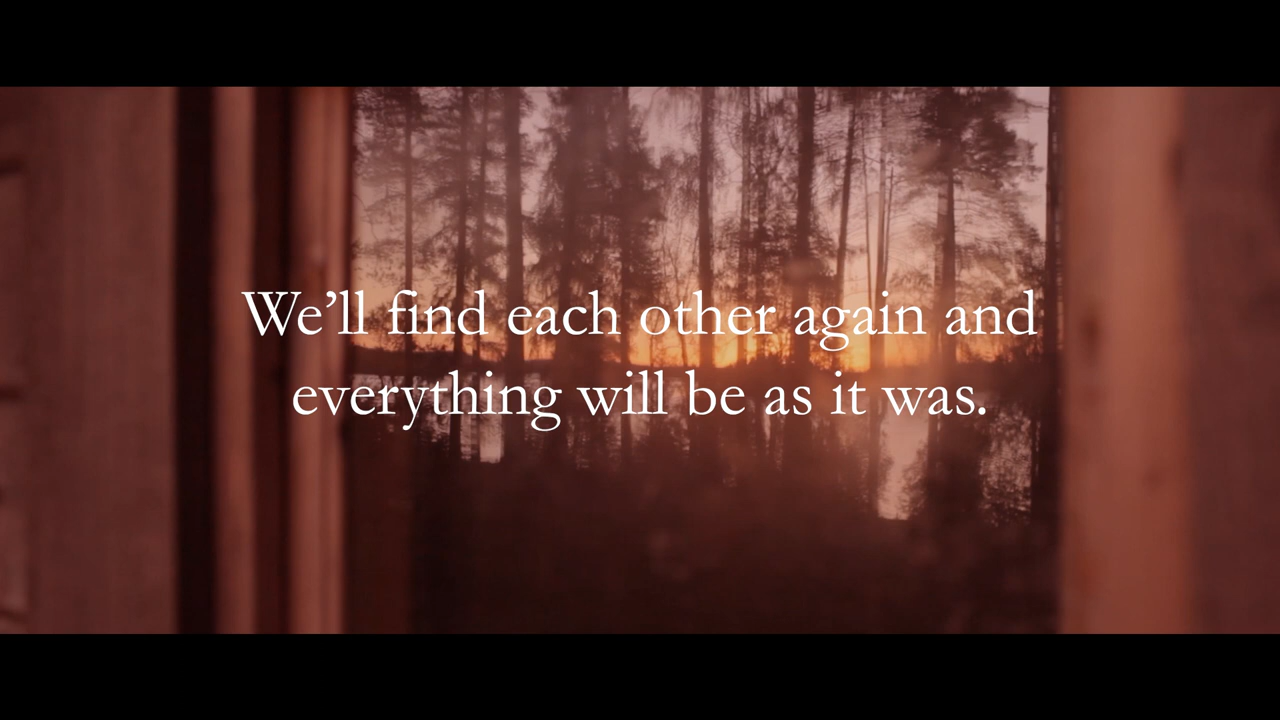 We’ll find each other again and
everything will be as it was.